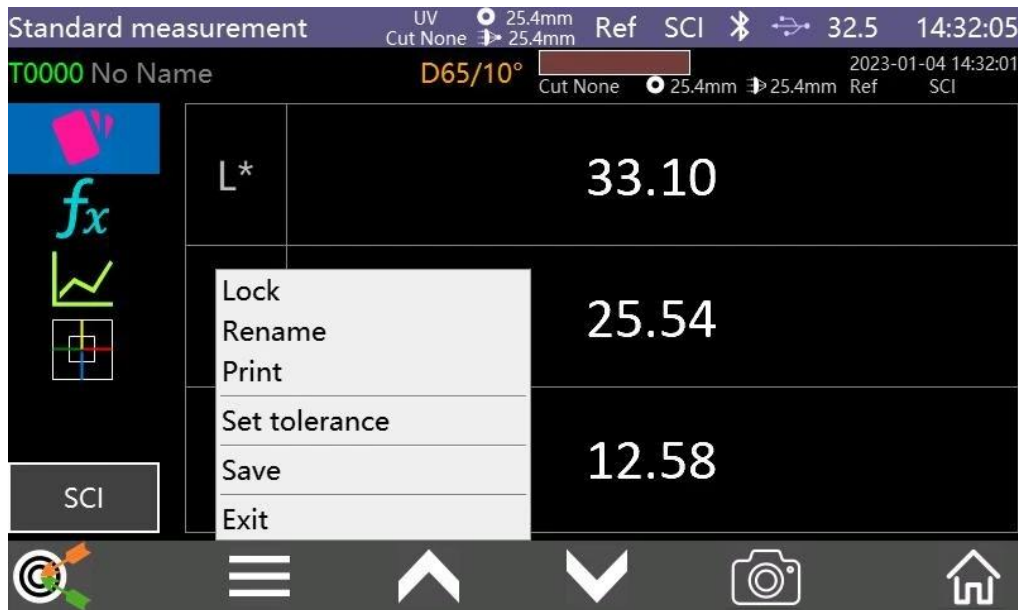 Standard measurement UV 25.4mm Ref SCI 32.5 14:32:05
Cut None 25.4mm
T0000 No Name D65/10° 2023-01-04 14:32:01
Cut None 25.4mm 25.4mm Ref SCI
L* 33.10
fx
25.54
Lock
Rename
Print
Set tolerance
Save
Exit
12.58
SCI